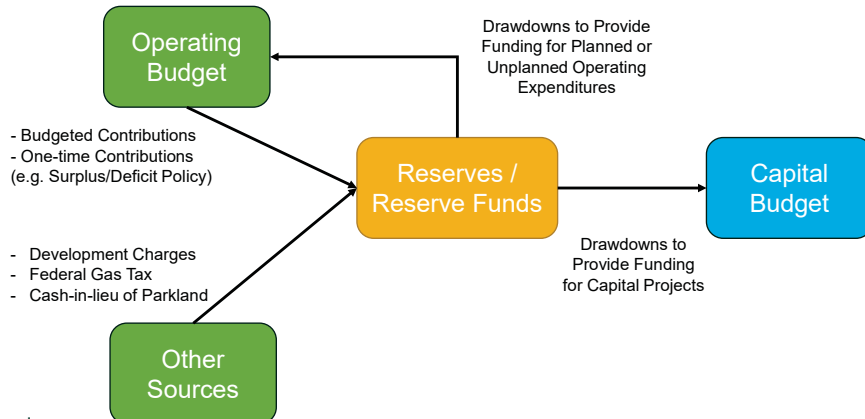 Operating
Budget
Drawdowns to Provide
Funding for Planned or
Unplanned Operating
Expenditures
- Budgeted Contributions
- One-time Contributions
(e.g. Surplus/Deficit Policy)
Reserves /
Reserve Funds
Capital
Budget
- Development Charges
- Federal Gas Tax
- Cash-in-lieu of Parkland
Drawdowns to
Provide Funding
for Capital Projects
Other
Sources